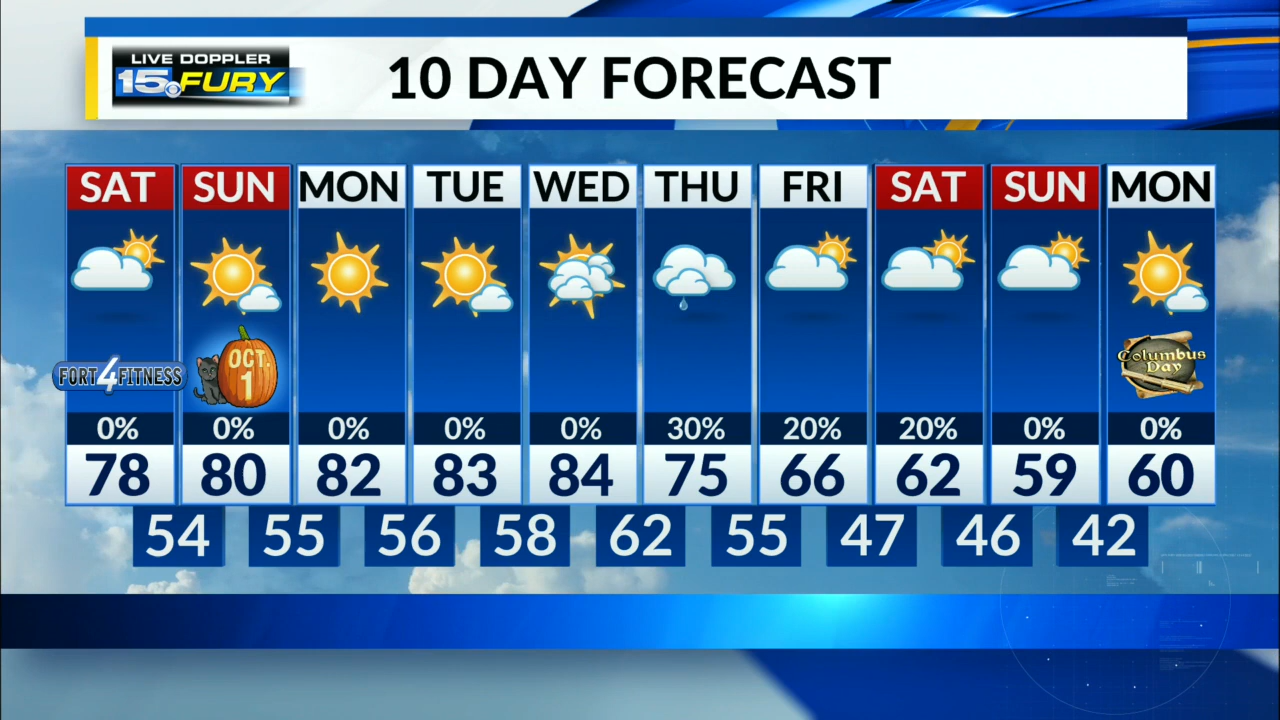 LIVE DOPPLER
15 FURY
10 DAY FORECAST
SAT SUN MON TUE WED THU FRI SAT SUN MON
FORT4FITNESS
OCT.
1
Columbus
Day
0% 0% 0% 0% 0% 30% 20% 20% 0% 0%
78 80 82 83 84 75 66 62 59 60
54 55 56 58 62 55 47 46 42